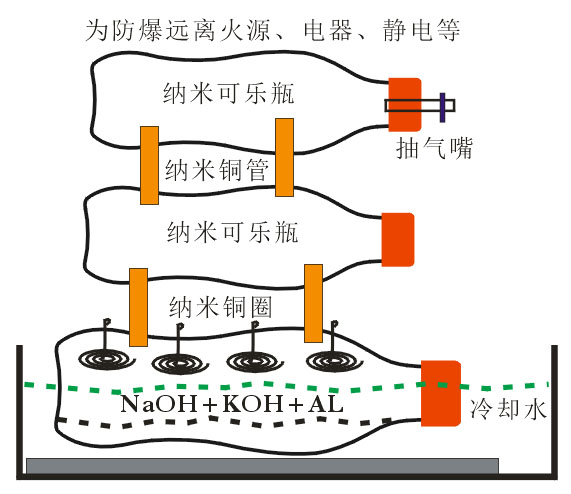 为防爆远离火源、电器、静电等
纳米可乐瓶
抽气嘴
纳米铜管
纳米可乐瓶
纳米铜圈
NaOH+KOH+AL
冷却水